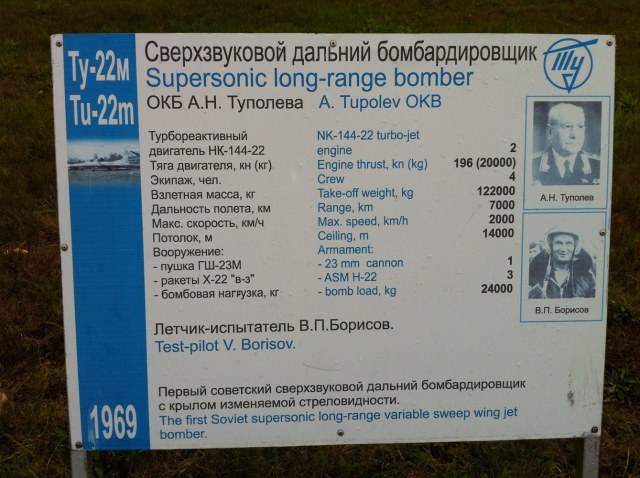 Ту-22м
Tu-22m
1969
Сверхзвуковой дальний бомбардировщик
Supersonic long-range bomber
ОКБ А.Н. Туполева A. Tupolev OKB
Ту
Турбореактивный NK-144-22 turbo-jet
двигатель НК-144-22 engine 2
Тяга двигателя, кн (кг) Engine thrust, kn (kg) 196 (20000)
Экипаж, чел. Crew 4
Взлетная масса, кг Take-off weight, kg 122000
Дальность полета, км Range, km 7000
Макс. скорость, км/ч Max. speed, km/h 2000
Потолок, м Ceiling, m 14000
Вооружение: Armament:
- пушка ГШ-23М - 23 mm cannon 1
- ракеты Х-22 "в-з" - ASM H-22 3
- бомбовая нагрузка, кг - bomb load, kg 24000
А.Н. Туполев
В.П. Борисов
Летчик-испытатель В.П.Борисов.
Test-pilot V. Borisov.
Первый советский сверхзвуковой дальний бомбардировщик
с крылом изменяемой стреловидности.
The first Soviet supersonic long-range variable sweep wing jet
bomber.